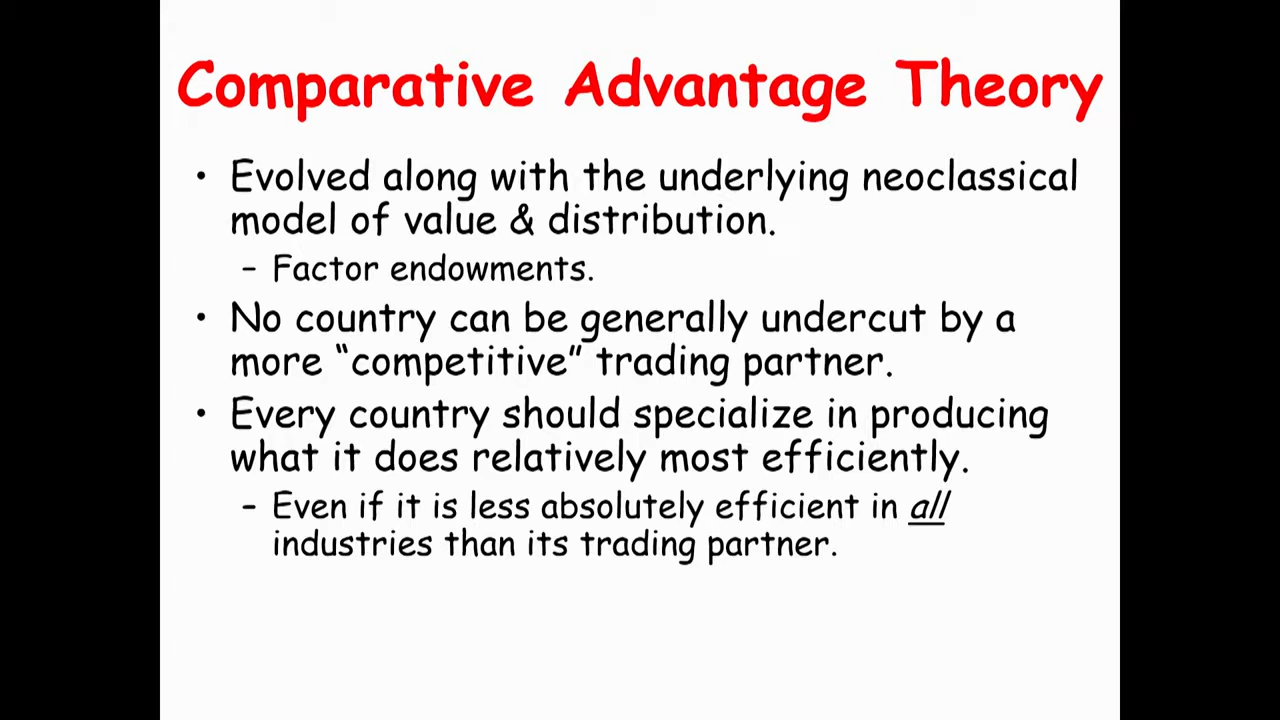 Comparative Advantage Theory
• Evolved along with the underlying neoclassical
model of value & distribution.
– Factor endowments.
• No country can be generally undercut by a
more “competitive” trading partner.
• Every country should specialize in producing
what it does relatively most efficiently.
– Even if it is less absolutely efficient in all
industries than its trading partner.